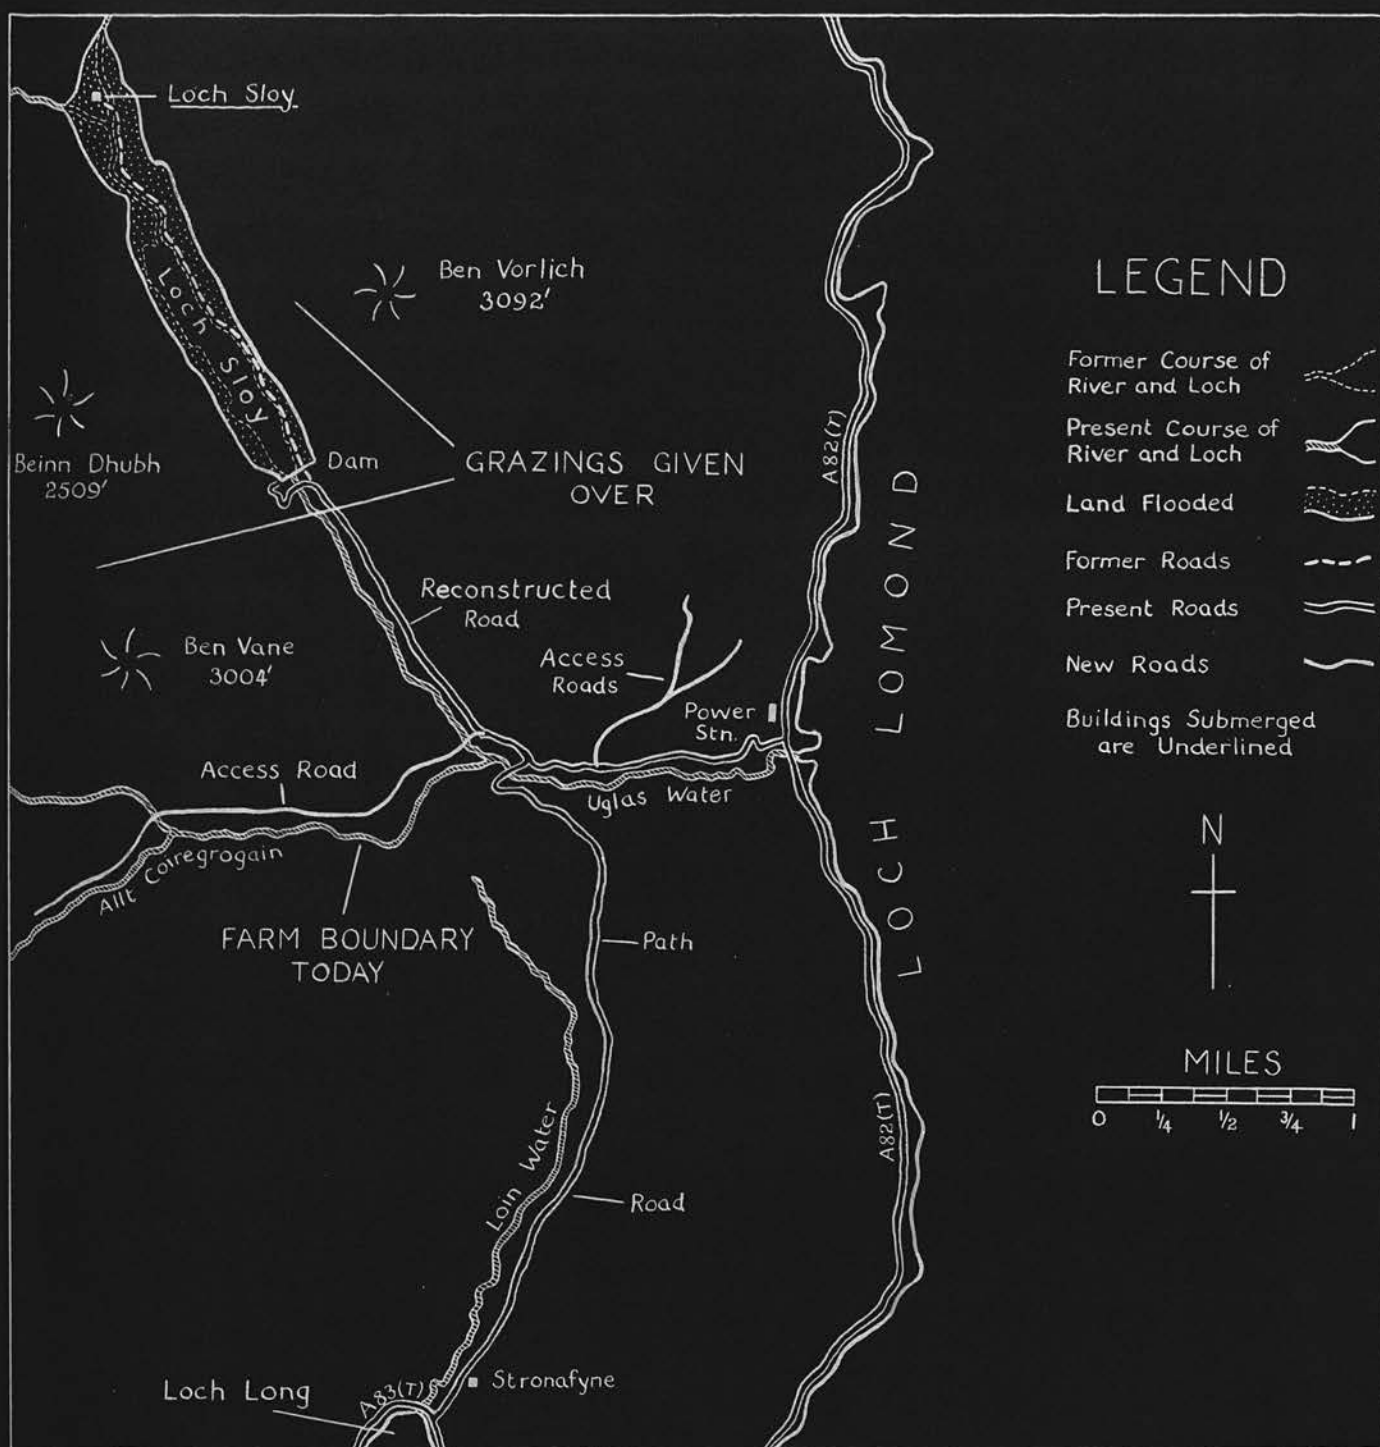 Loch Sloy
Ben Vorlich
3092'
Loch Sloy
Beinn Dhubh
2509'
Dam
GRAZINGS GIVEN
OVER
A82(T)
LOCH LOMOND
Reconstructed
Road
Ben Vane
3004'
Access
Roads
Power
Stn.
Access Road
Uglas Water
Allt Coiregrogain
FARM BOUNDARY
TODAY
Path
Loin Water
Road
A82(T)
A83(T)
Stronafyne
Loch Long
LEGEND
Former Course of
River and Loch
Present Course of
River and Loch
Land Flooded
Former Roads
Present Roads
New Roads
Buildings Submerged
are Underlined
N
MILES
0 1/4 1/2 3/4 1